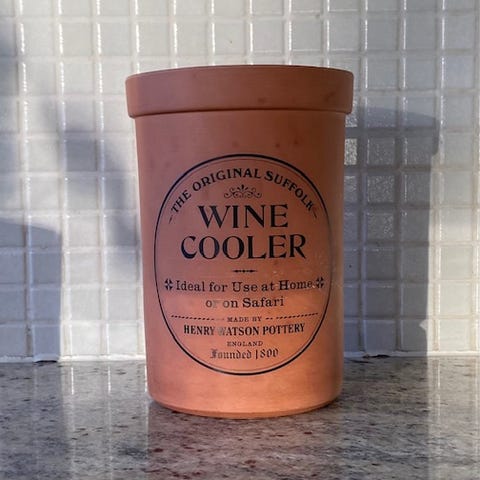 THE ORIGINAL SUFFOLK
WINE
COOLER
Ideal for Use at Home
or on Safari
MADE BY
HENRY WATSON POTTERY
ENGLAND
Founded 1800